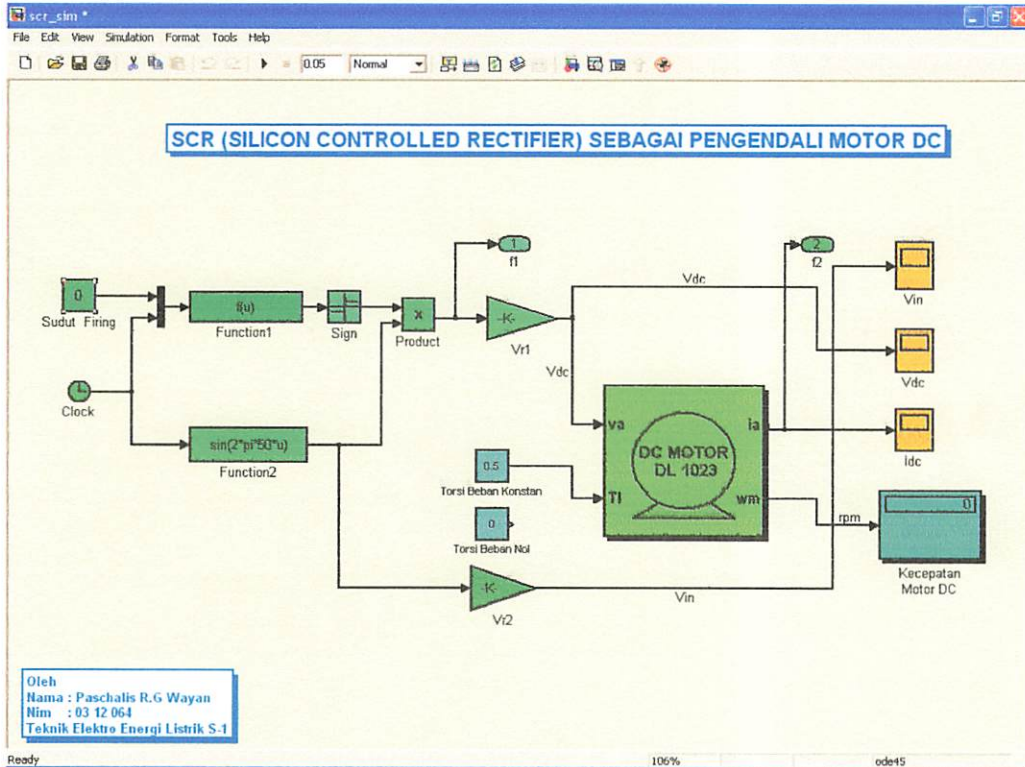 scr_sim *
File Edit View Simulation Format Tools Help
0.05 Normal
SCR (SILICON CONTROLLED RECTIFIER) SEBAGAI PENGENDALI MOTOR DC
0
Sudut Firing
f(u)
Function1
Sign
x
Product
1
f1
-K-
Vr1
Vdc
Vdc
2
f2
Vin
Vdc
Idc
Clock
sin(2*pi*50*u)
Function2
0.5
Torsi Beban Konstan
0
Torsi Beban Nol
va
Tl
DC MOTOR
DL 1023
ia
wm
rpm
0
Kecepatan
Motor DC
-K-
Vr2
Vin
Oleh
Nama : Paschalis R.G Wayan
Nim : 03 12 064
Teknik Elektro Energi Listrik S-1
Ready 106% ode45